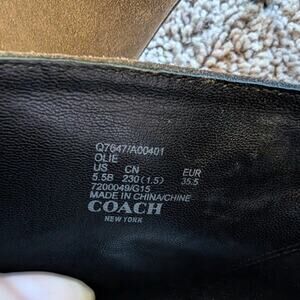 Q7647/A00401
OLIE
US CN EUR
5.5B 230(1.5) 35.5
7200049/G15
MADE IN CHINA/CHINE
COACH
NEW YORK